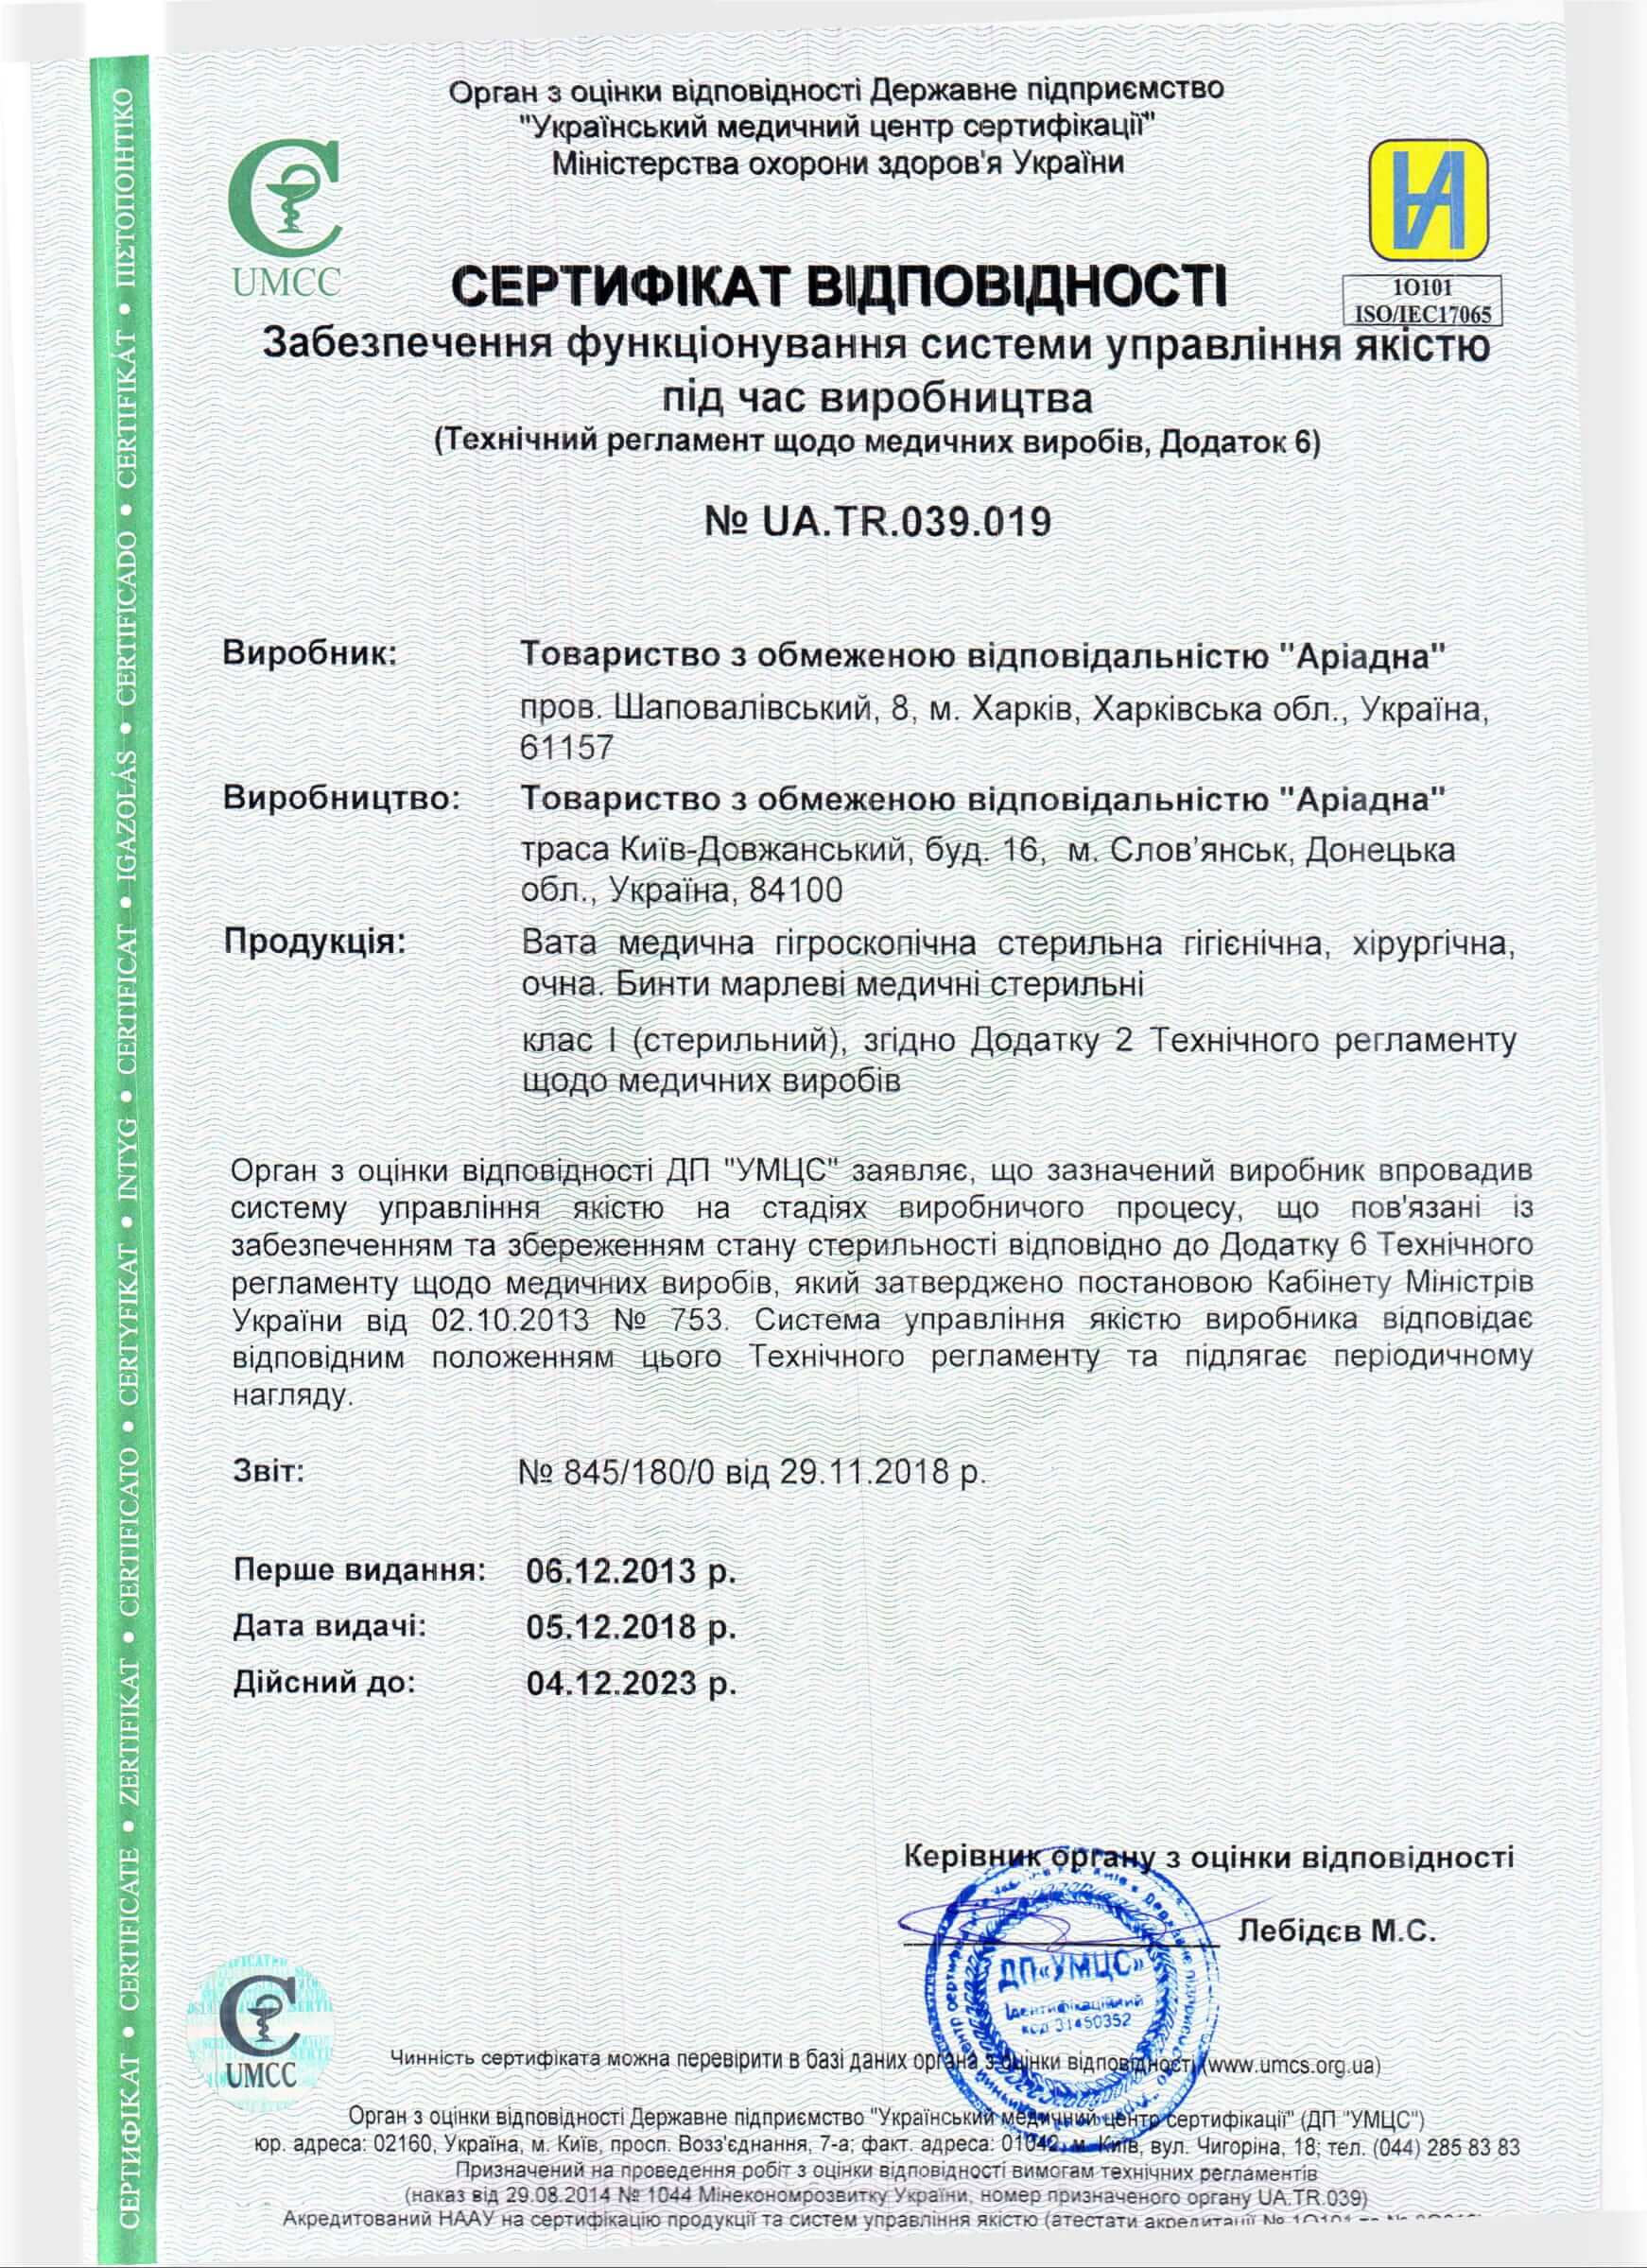 Орган з оцінки відповідності Державне підприємство
"Український медичний центр сертифікації"
Міністерства охорони здоров'я України
UMCC
1О101
ISO/IEC17065
СЕРТИФІКАТ ВІДПОВІДНОСТІ
Забезпечення функціонування системи управління якістю
під час виробництва
(Технічний регламент щодо медичних виробів, Додаток 6)
№ UA.TR.039.019
Виробник: Товариство з обмеженою відповідальністю "Аріадна"
пров. Шаповалівський, 8, м. Харків, Харківська обл., Україна,
61157
Виробництво: Товариство з обмеженою відповідальністю "Аріадна"
траса Київ-Довжанський, буд. 16, м. Слов'янськ, Донецька
обл., Україна, 84100
Продукція: Вата медична гігроскопічна стерильна гігієнічна, хірургічна,
очна. Бинти марлеві медичні стерильні
клас І (стерильний), згідно Додатку 2 Технічного регламенту
щодо медичних виробів
Орган з оцінки відповідності ДП "УМЦС" заявляє, що зазначений виробник впровадив
систему управління якістю на стадіях виробничого процесу, що пов'язані із
забезпеченням та збереженням стану стерильності відповідно до Додатку 6 Технічного
регламенту щодо медичних виробів, який затверджено постановою Кабінету Міністрів
України від 02.10.2013 № 753. Система управління якістю виробника відповідає
відповідним положенням цього Технічного регламенту та підлягає періодичному
нагляду.
Звіт: № 845/180/0 від 29.11.2018 р.
Перше видання: 06.12.2013 р.
Дата видачі: 05.12.2018 р.
Дійсний до: 04.12.2023 р.
Керівник органу з оцінки відповідності
Лебідєв М.С.
ДП«УМЦС»
Ідентифікаційний
код 31450352
UMCC
Чинність сертифіката можна перевірити в базі даних органа з оцінки відповідності (www.umcs.org.ua)
Орган з оцінки відповідності Державне підприємство "Український медичний центр сертифікації" (ДП "УМЦС")
юр. адреса: 02160, Україна, м. Київ, просп. Возз'єднання, 7-а; факт. адреса: 01042, м. Київ, вул. Чигоріна, 18; тел. (044) 285 83 83
Призначений на проведення робіт з оцінки відповідності вимогам технічних регламентів
(наказ від 29.08.2014 № 1044 Мінекономрозвитку України, номер призначеного органу UA.TR.039)
Акредитований НААУ на сертифікацію продукції та систем управління якістю (атестати акредитації №
СЕРТИФІКАТ • CERTIFICATE • ZERTIFIKAT • CERTIFICATO • CERTYFIKAT • INTYG • CERTIFICAT • IGAZOLÁS • CERTIFICADO • CERTIFIKÁT • ΠΙΣΤΟΠΟΙΗΤΙΚΟ